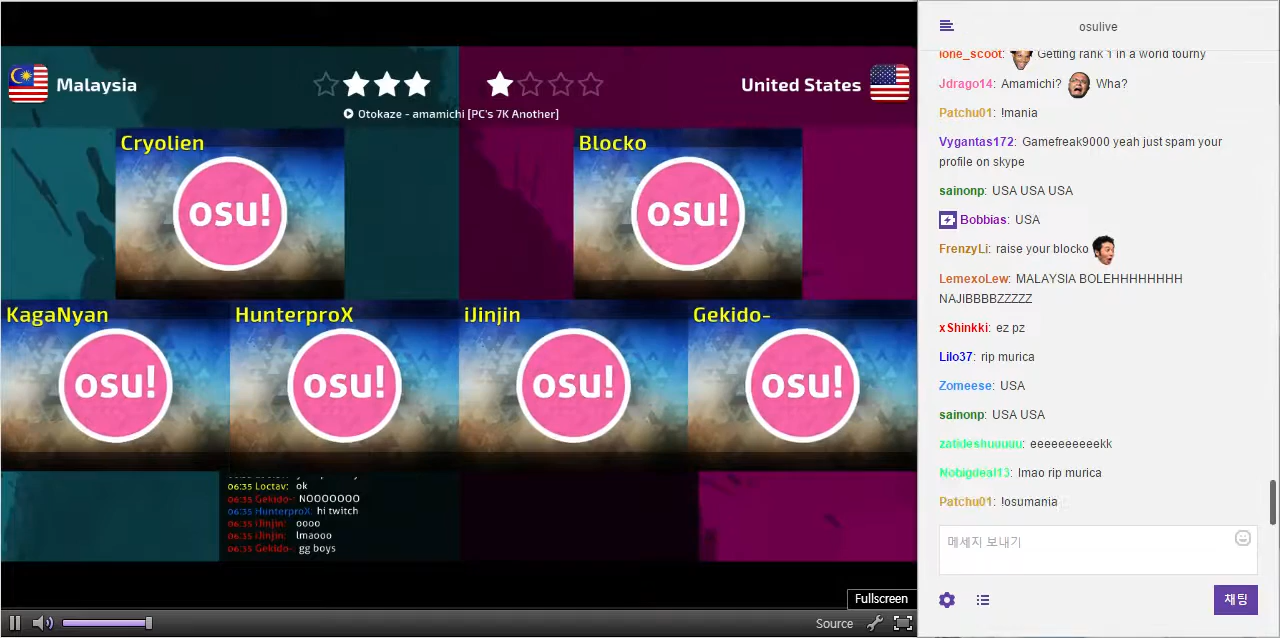 Malaysia
United States
Otokaze - amamichi [PC's 7K Another]
Cryolien
Blocko
osu!
osu!
KagaNyan
HunterproX
iJinjin
Gekido-
osu!
osu!
osu!
osu!
06:35 Loctav: ok
06:35 Gekido-: NOOOOOOO
06:35 HunterproX: hi twitch
06:35 iJinjin: oooo
06:35 iJinjin: lmaooo
06:35 Gekido-: gg boys
Fullscreen
Source
osulive
lone_scoot: Getting rank 1 in a world tourny
Jdrago14: Amamichi? Wha?
Patchu01: !mania
Vygantas172: Gamefreak9000 yeah just spam your
profile on skype
sainonp: USA USA USA
Bobbias: USA
FrenzyLi: raise your blocko
LemexoLew: MALAYSIA BOLEHHHHHHHH
NAJIBBBBZZZZZ
xShinkki: ez pz
Lilo37: rip murica
Zomeese: USA
sainonp: USA USA
zatideshuuuuu: eeeeeeeeeekk
Nobigdeal13: lmao rip murica
Patchu01: !osumania
메세지 보내기
채팅